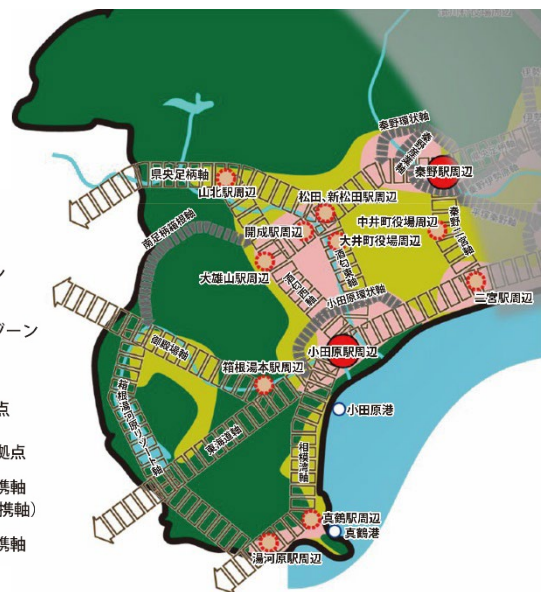 秦野環状軸
秦野駅周辺
県央足柄軸
山北駅周辺
松田、新松田駅周辺
中井町役場周辺
開成駅周辺
大井町役場周辺
秦野二宮軸
南足柄箱根軸
大雄山駅周辺
酒匂東軸
酒匂西軸
小田原環状軸
二宮駅周辺
小田原駅周辺
御殿場軸
箱根湯本駅周辺
小田原港
箱根湯河原リゾート軸
東海道軸
相模湾軸
真鶴駅周辺
真鶴港
湯河原駅周辺
ン
ゾーン
点
拠点
携軸
携軸）
携軸